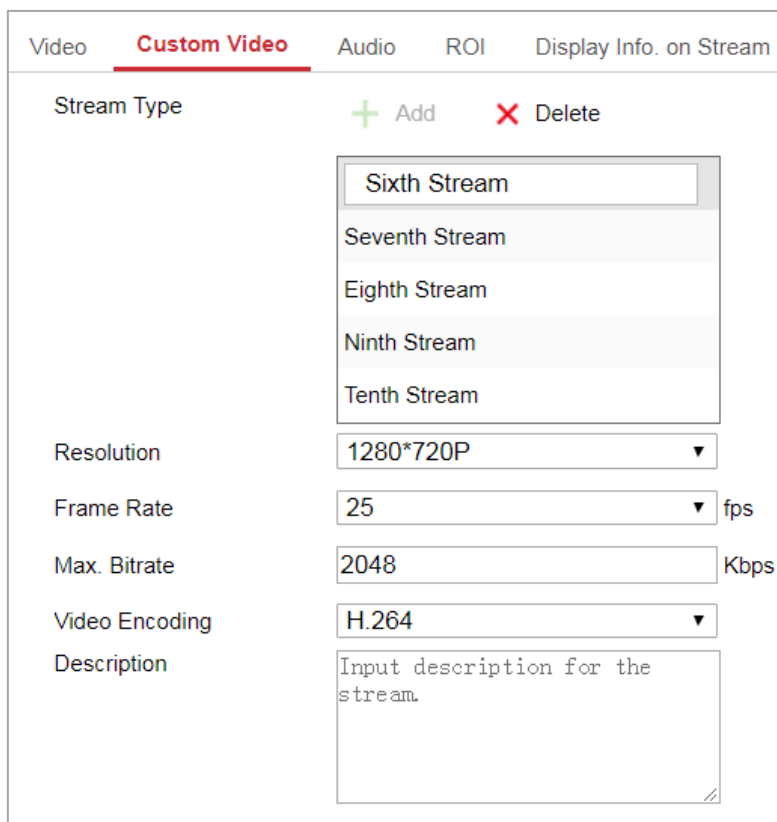 Video Custom Video Audio ROI Display Info. on Stream
Stream Type Add Delete
Sixth Stream
Seventh Stream
Eighth Stream
Ninth Stream
Tenth Stream
Resolution 1280*720P
Frame Rate 25 fps
Max. Bitrate 2048 Kbps
Video Encoding H.264
Description Input description for the
stream.